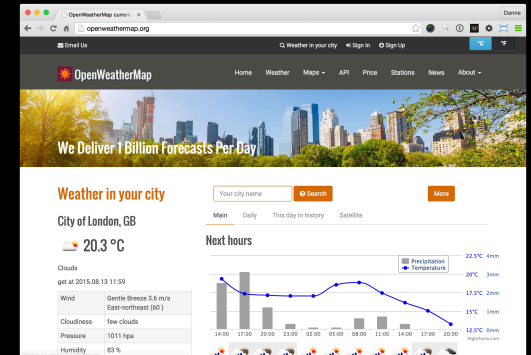 Danne
OpenWeatherMap current
openweathermap.org
Email Us
Weather in your city
Sign In
Sign Up
°C
°F
OpenWeatherMap
Home
Weather
Maps
API
Price
Stations
News
About
We Deliver 1 Billion Forecasts Per Day
Weather in your city
Your city name
Search
More
City of London, GB
Main
Daily
This day in history
Satellite
20.3 °C
Next hours
Clouds
get at 2015.08.13 11:59
Wind Gentle Breeze 3.6 m/s
East-northeast (60 )
Cloudiness few clouds
Pressure 1011 hpa
Humidity 83 %
Precipitation
Temperature
22.5°C 4mm
20°C 3mm
17.5°C 2mm
15°C 1mm
12.5°C 0mm
14:00 17:00 20:00 23:00 02:00 05:00 08:00 11:00 14:00 17:00 20:00
Highcharts.com